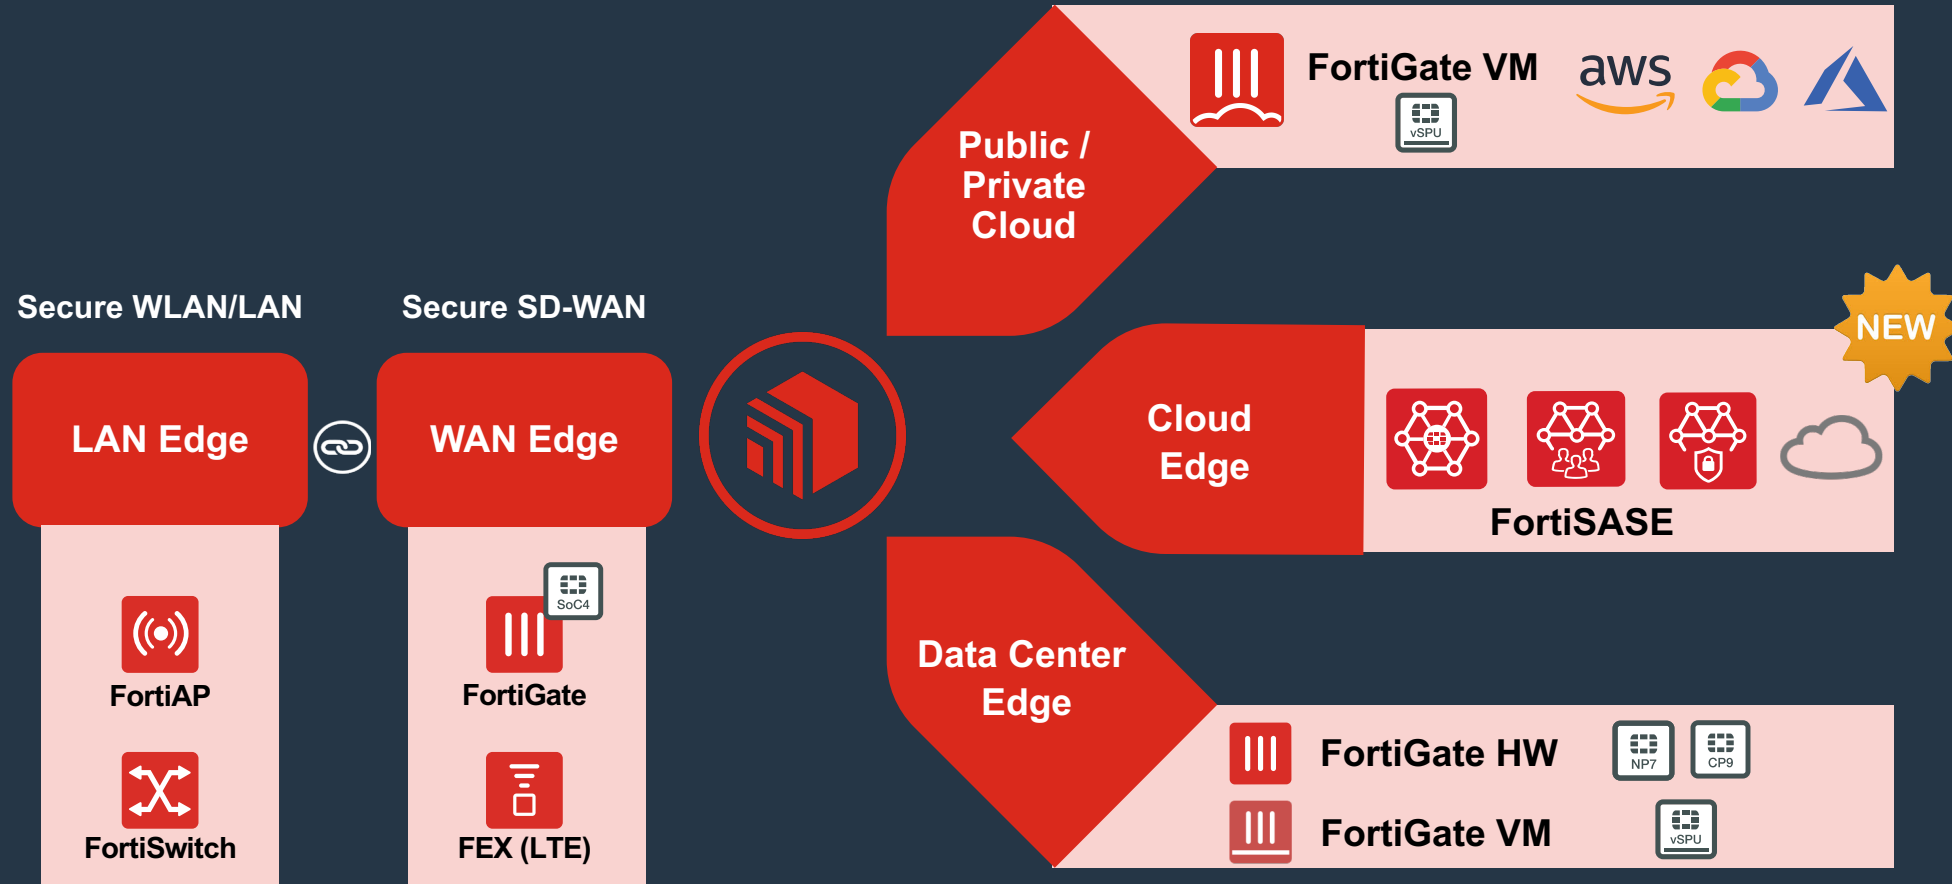 Public /
Private
Cloud
FortiGate VM
vSPU
aws
Secure WLAN/LAN
Secure SD-WAN
LAN Edge
WAN Edge
Cloud
Edge
NEW
FortiSASE
SoC4
FortiAP
FortiGate
FortiSwitch
FEX (LTE)
Data Center
Edge
FortiGate HW
NP7
CP9
FortiGate VM
vSPU